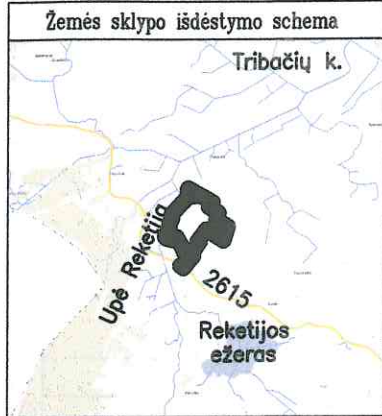 Žemės sklypo išdėstymo schema
Tribačių k.
Upė Reketija
2615
Reketijos
ežeras